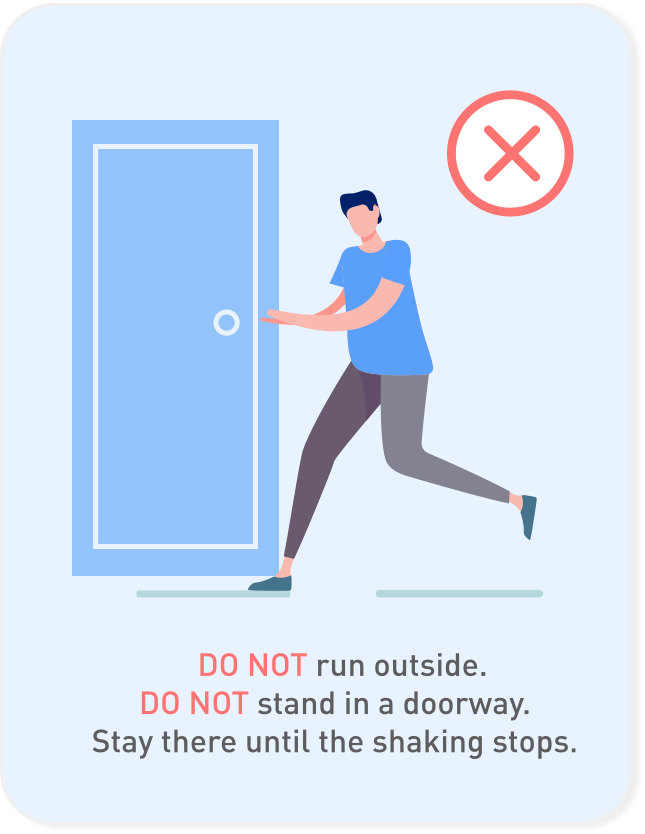 DO NOT run outside.
DO NOT stand in a doorway.
Stay there until the shaking stops.